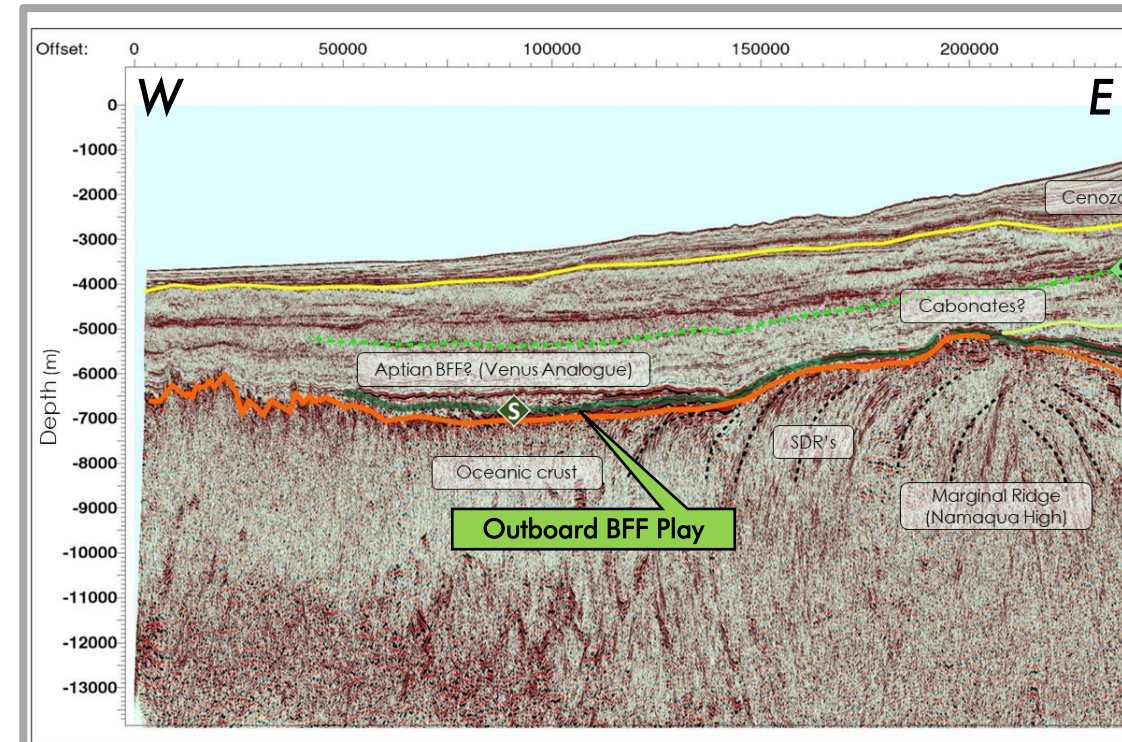 Offset: 0 50000 100000 150000 200000
W E
0
-1000
-2000
Cenozo
-3000
-4000
Cabonates?
-5000
Aptian BFF? (Venus Analogue)
-6000
S
-7000
SDR's
-8000
Oceanic crust
Marginal Ridge
(Namaqua High)
-9000
Outboard BFF Play
-10000
-11000
-12000
-13000
Depth (m)